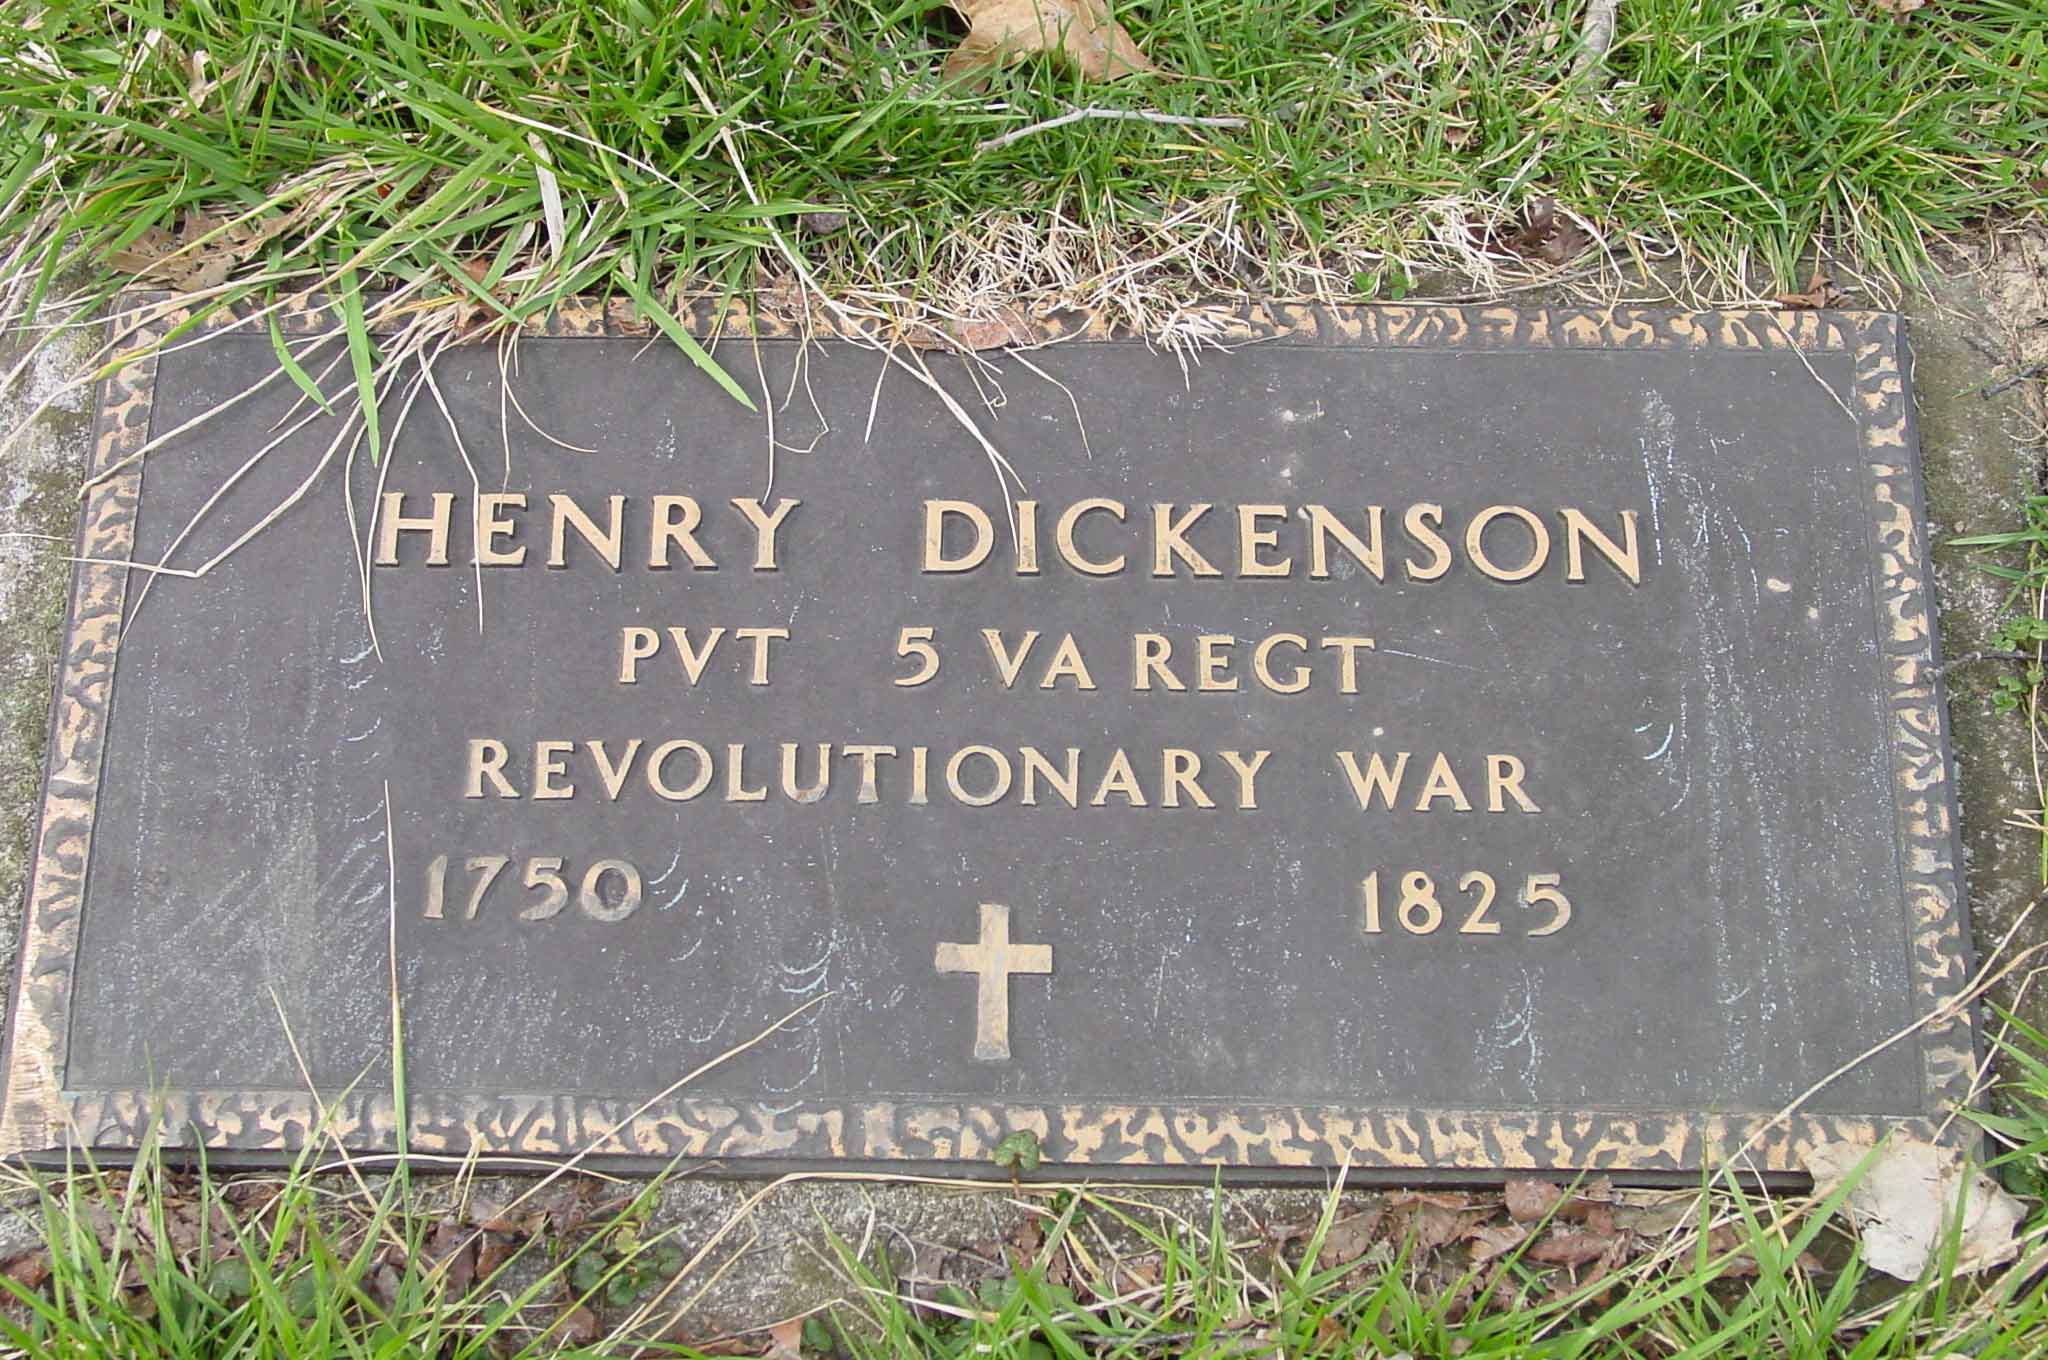 HENRY DICKENSON
PVT 5 VA REGT
REVOLUTIONARY WAR
1750 1825